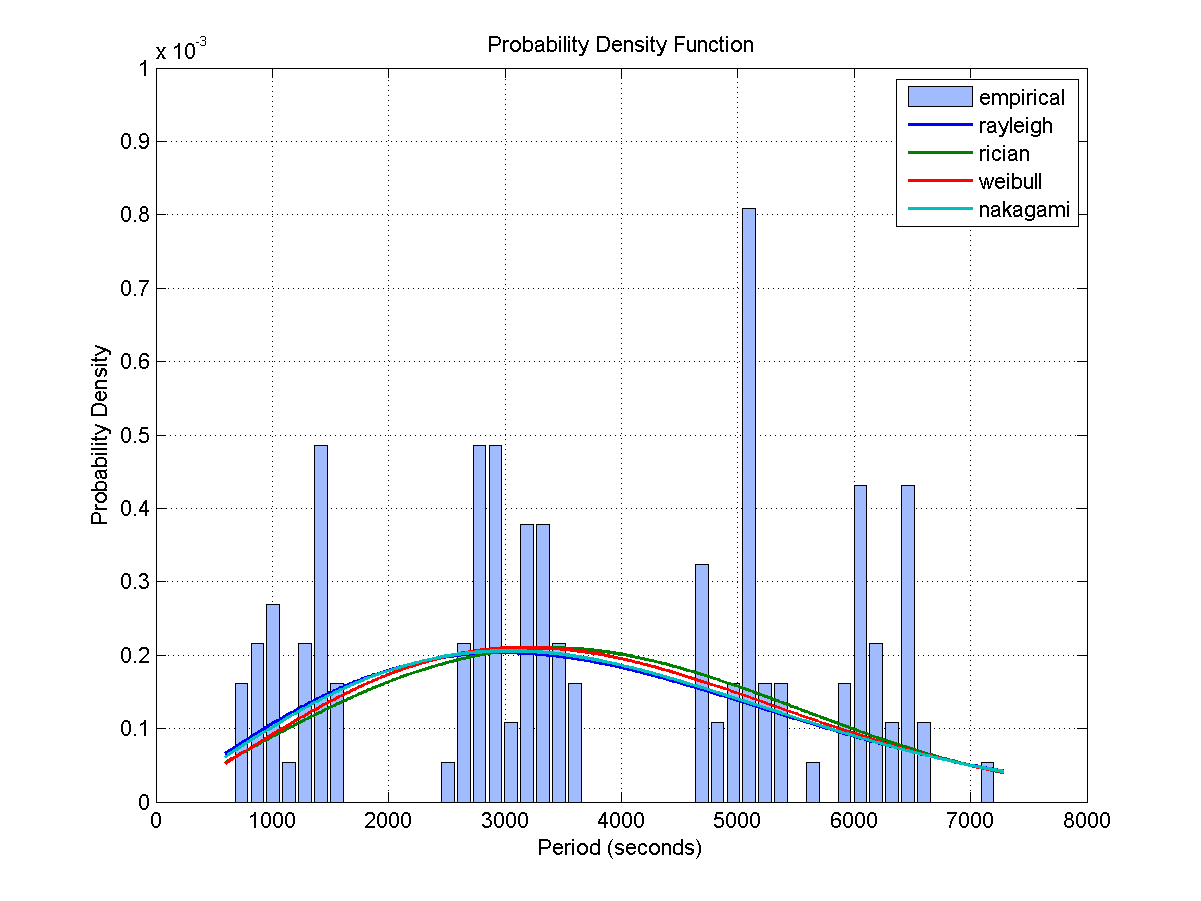 Probability Density Function
x 10-3
1
0.9
0.8
0.7
0.6
0.5
0.4
0.3
0.2
0.1
0
Probability Density
empirical
rayleigh
rician
weibull
nakagami
0 1000 2000 3000 4000 5000 6000 7000 8000
Period (seconds)